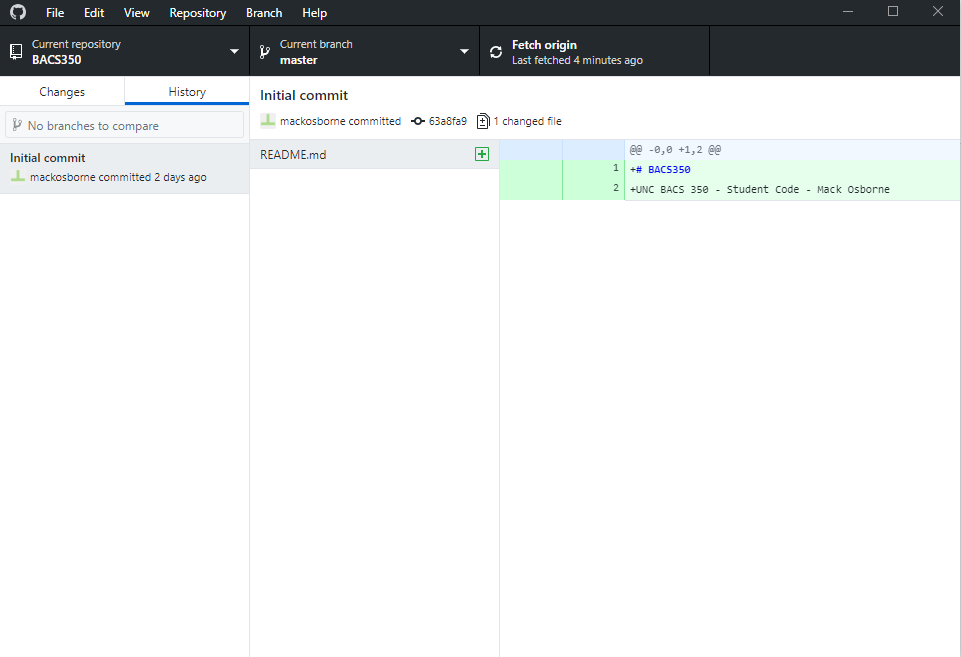 File Edit View Repository Branch Help
Current repository
BACS350
Current branch
master
Fetch origin
Last fetched 4 minutes ago
Changes
History
No branches to compare
Initial commit
mackosborne committed 2 days ago
Initial commit
mackosborne committed 63a8fa9 1 changed file
README.md
@@ -0,0 +1,2 @@
1 +# BACS350
2 +UNC BACS 350 - Student Code - Mack Osborne